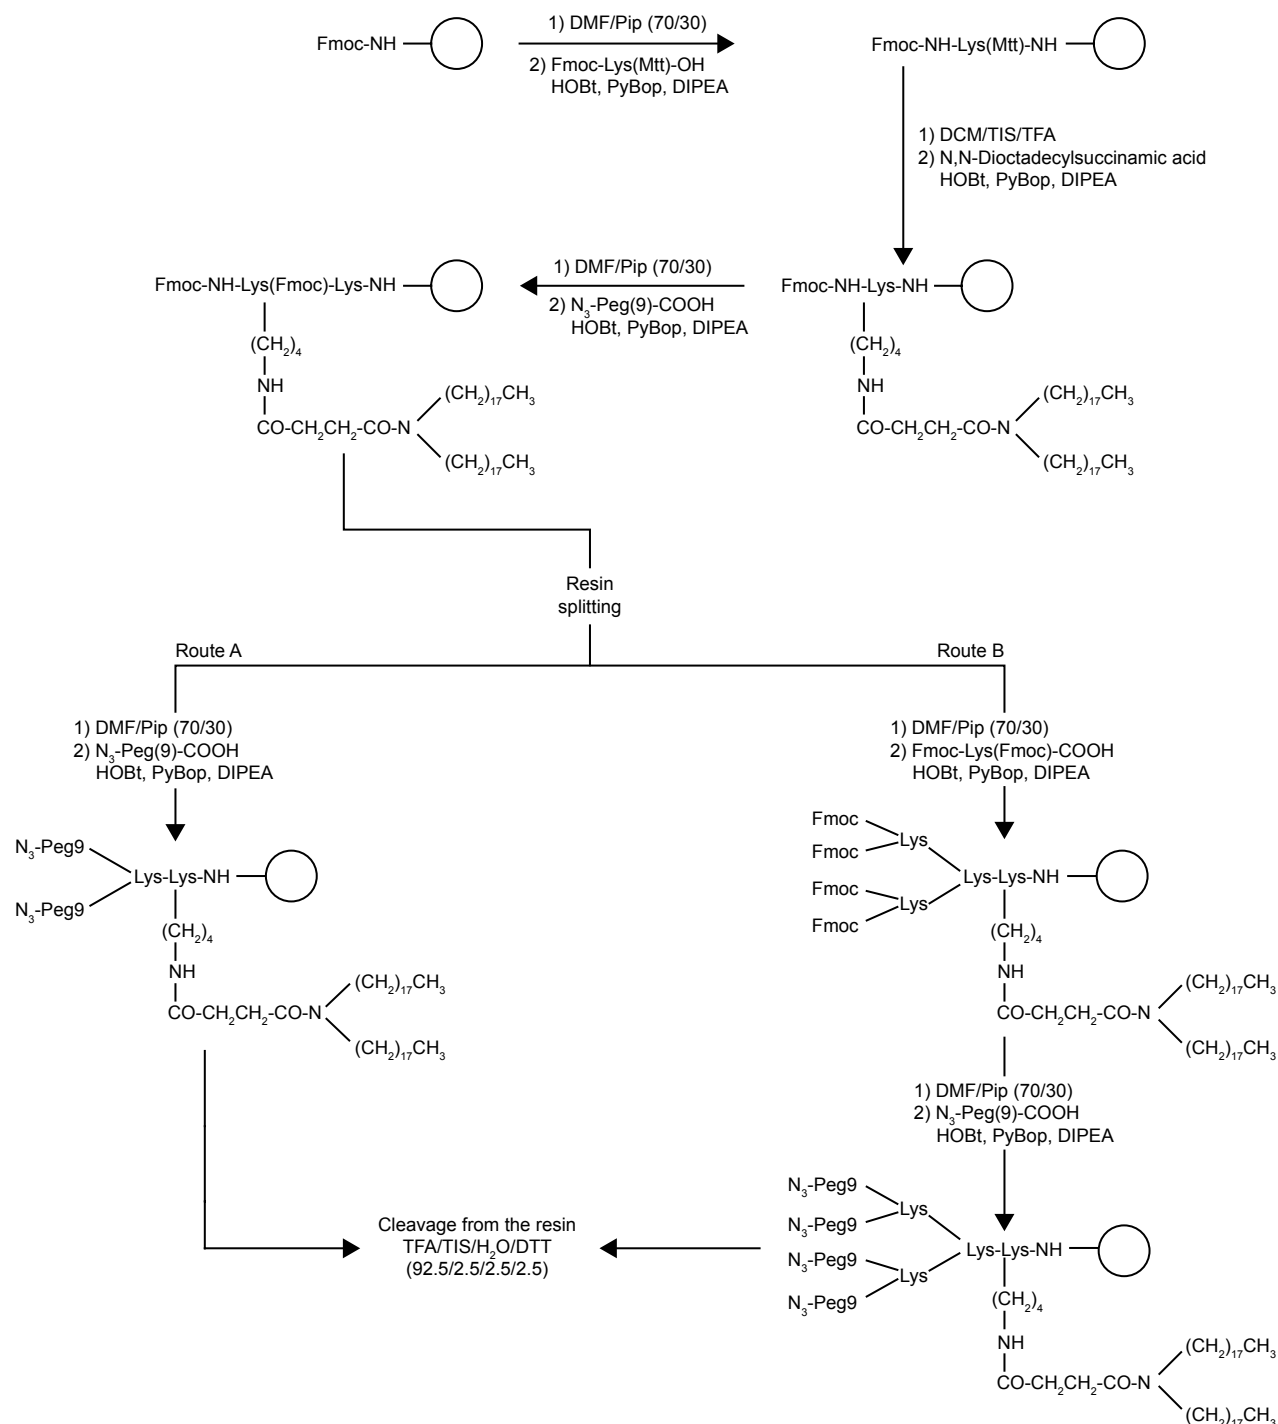 Fmoc-NH
1) DMF/Pip (70/30)
2) Fmoc-Lys(Mtt)-OH
HOBt, PyBop, DIPEA
Fmoc-NH-Lys(Mtt)-NH
1) DCM/TIS/TFA
2) N,N-Dioctadecylsuccinamic acid
HOBt, PyBop, DIPEA
Fmoc-NH-Lys-NH
(CH2)4
NH
CO-CH2CH2-CO-N
(CH2)17CH3
(CH2)17CH3
1) DMF/Pip (70/30)
2) N3-Peg(9)-COOH
HOBt, PyBop, DIPEA
Fmoc-NH-Lys(Fmoc)-Lys-NH
(CH2)4
NH
CO-CH2CH2-CO-N
(CH2)17CH3
(CH2)17CH3
Resin
splitting
Route A
1) DMF/Pip (70/30)
2) N3-Peg(9)-COOH
HOBt, PyBop, DIPEA
N3-Peg9
N3-Peg9
Lys-Lys-NH
(CH2)4
NH
CO-CH2CH2-CO-N
(CH2)17CH3
(CH2)17CH3
Route B
1) DMF/Pip (70/30)
2) Fmoc-Lys(Fmoc)-COOH
HOBt, PyBop, DIPEA
Fmoc
Fmoc
Lys
Fmoc
Fmoc
Lys
Lys-Lys-NH
(CH2)4
NH
CO-CH2CH2-CO-N
(CH2)17CH3
(CH2)17CH3
1) DMF/Pip (70/30)
2) N3-Peg(9)-COOH
HOBt, PyBop, DIPEA
N3-Peg9
N3-Peg9
Lys
N3-Peg9
N3-Peg9
Lys
Lys-Lys-NH
(CH2)4
NH
CO-CH2CH2-CO-N
(CH2)17CH3
(CH2)17CH3
Cleavage from the resin
TFA/TIS/H2O/DTT
(92.5/2.5/2.5/2.5)